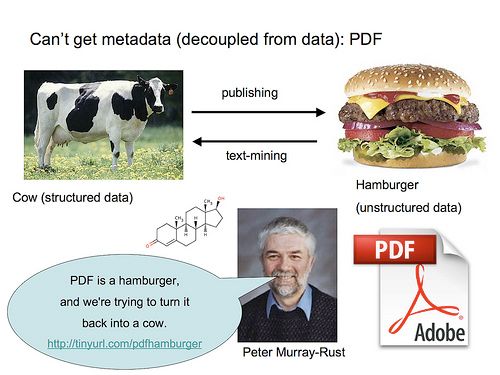 Can't get metadata (decoupled from data): PDF
publishing
text-mining
Cow (structured data)
Hamburger
(unstructured data)
CH₃
OH
CH₃
H
H
H
O
PDF is a hamburger,
and we're trying to turn it
back into a cow.
http://tinyurl.com/pdfhamburger
Peter Murray-Rust
PDF
Adobe